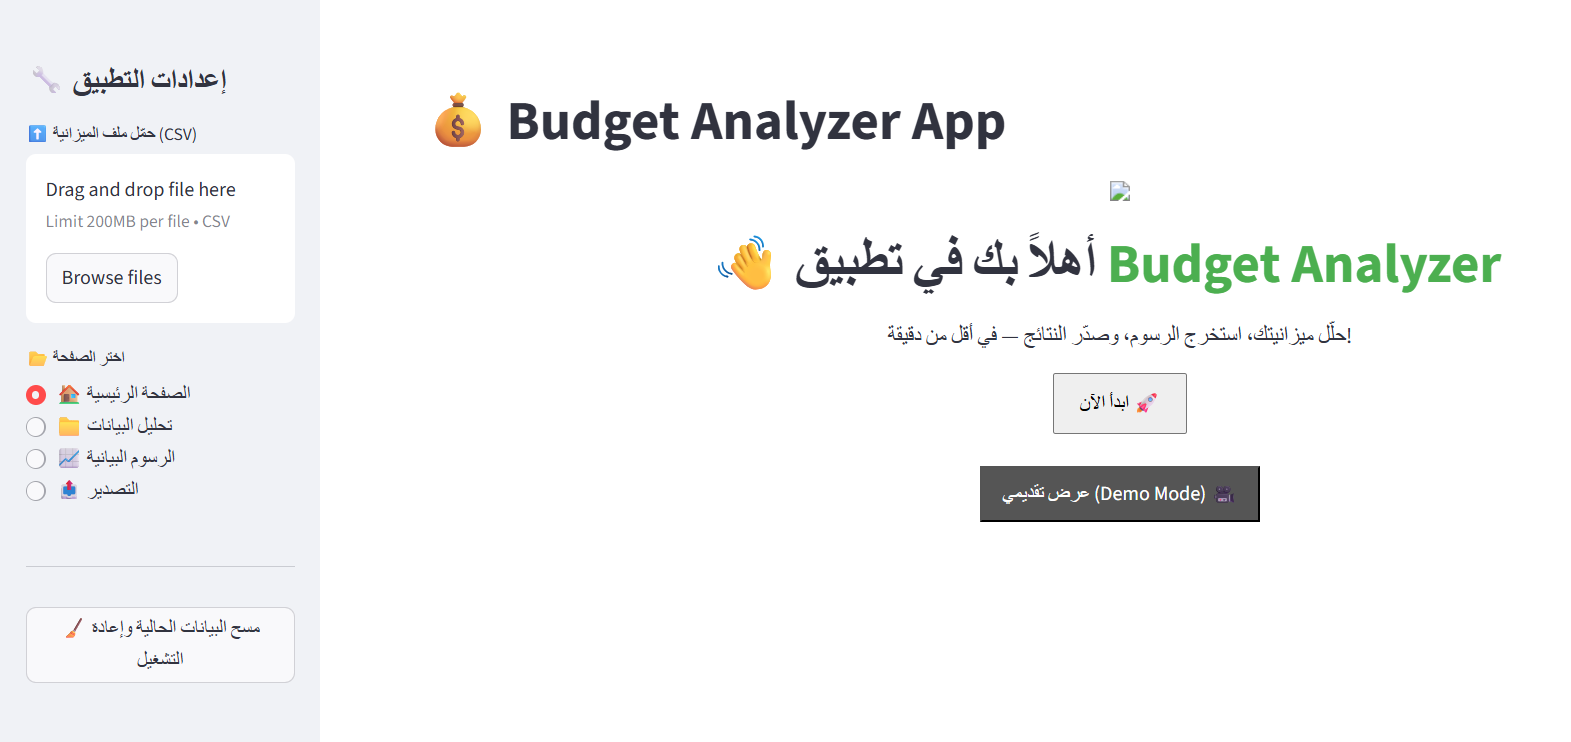 🔧 إعدادات التطبيق
⬆️ حمّل ملف الميزانية (CSV)
Drag and drop file here
Limit 200MB per file • CSV
Browse files
📂 اختر الصفحة
🏠 الصفحة الرئيسية
📁 تحليل البيانات
📈 الرسوم البيانية
📤 التصدير
🧹 مسح البيانات الحالية وإعادة
التشغيل
💰 Budget Analyzer App
👋 أهلاً بك في تطبيق Budget Analyzer
حلّل ميزانيتك، استخرج الرسوم، وصدّر النتائج — في أقل من دقيقة!
🚀 ابدأ الآن
🎥 عرض تقديمي (Demo Mode)